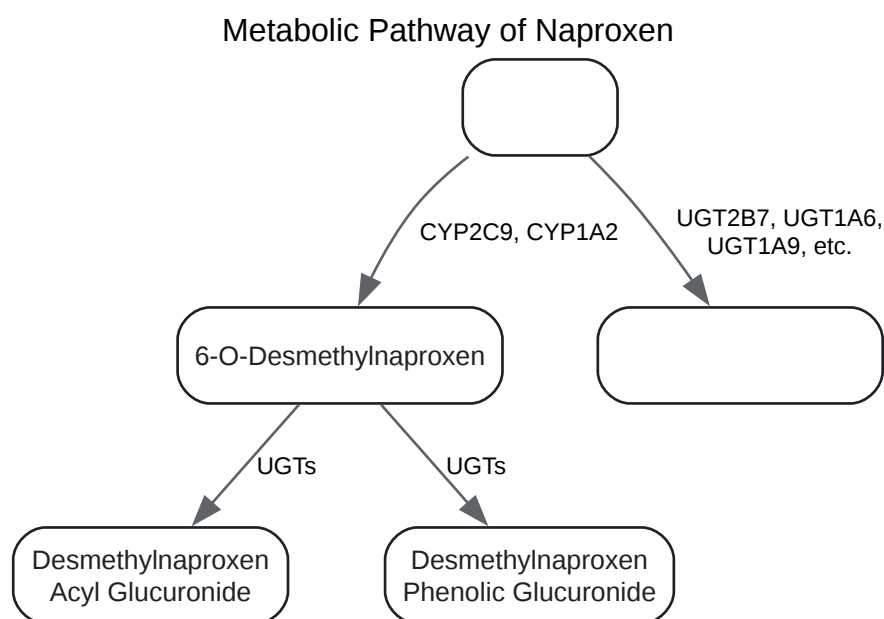 Metabolic Pathway of Naproxen
CYP2C9, CYP1A2
UGT2B7, UGT1A6,
UGT1A9, etc.
6-O-Desmethylnaproxen
UGTs
UGTs
Desmethylnaproxen
Acyl Glucuronide
Desmethylnaproxen
Phenolic Glucuronide